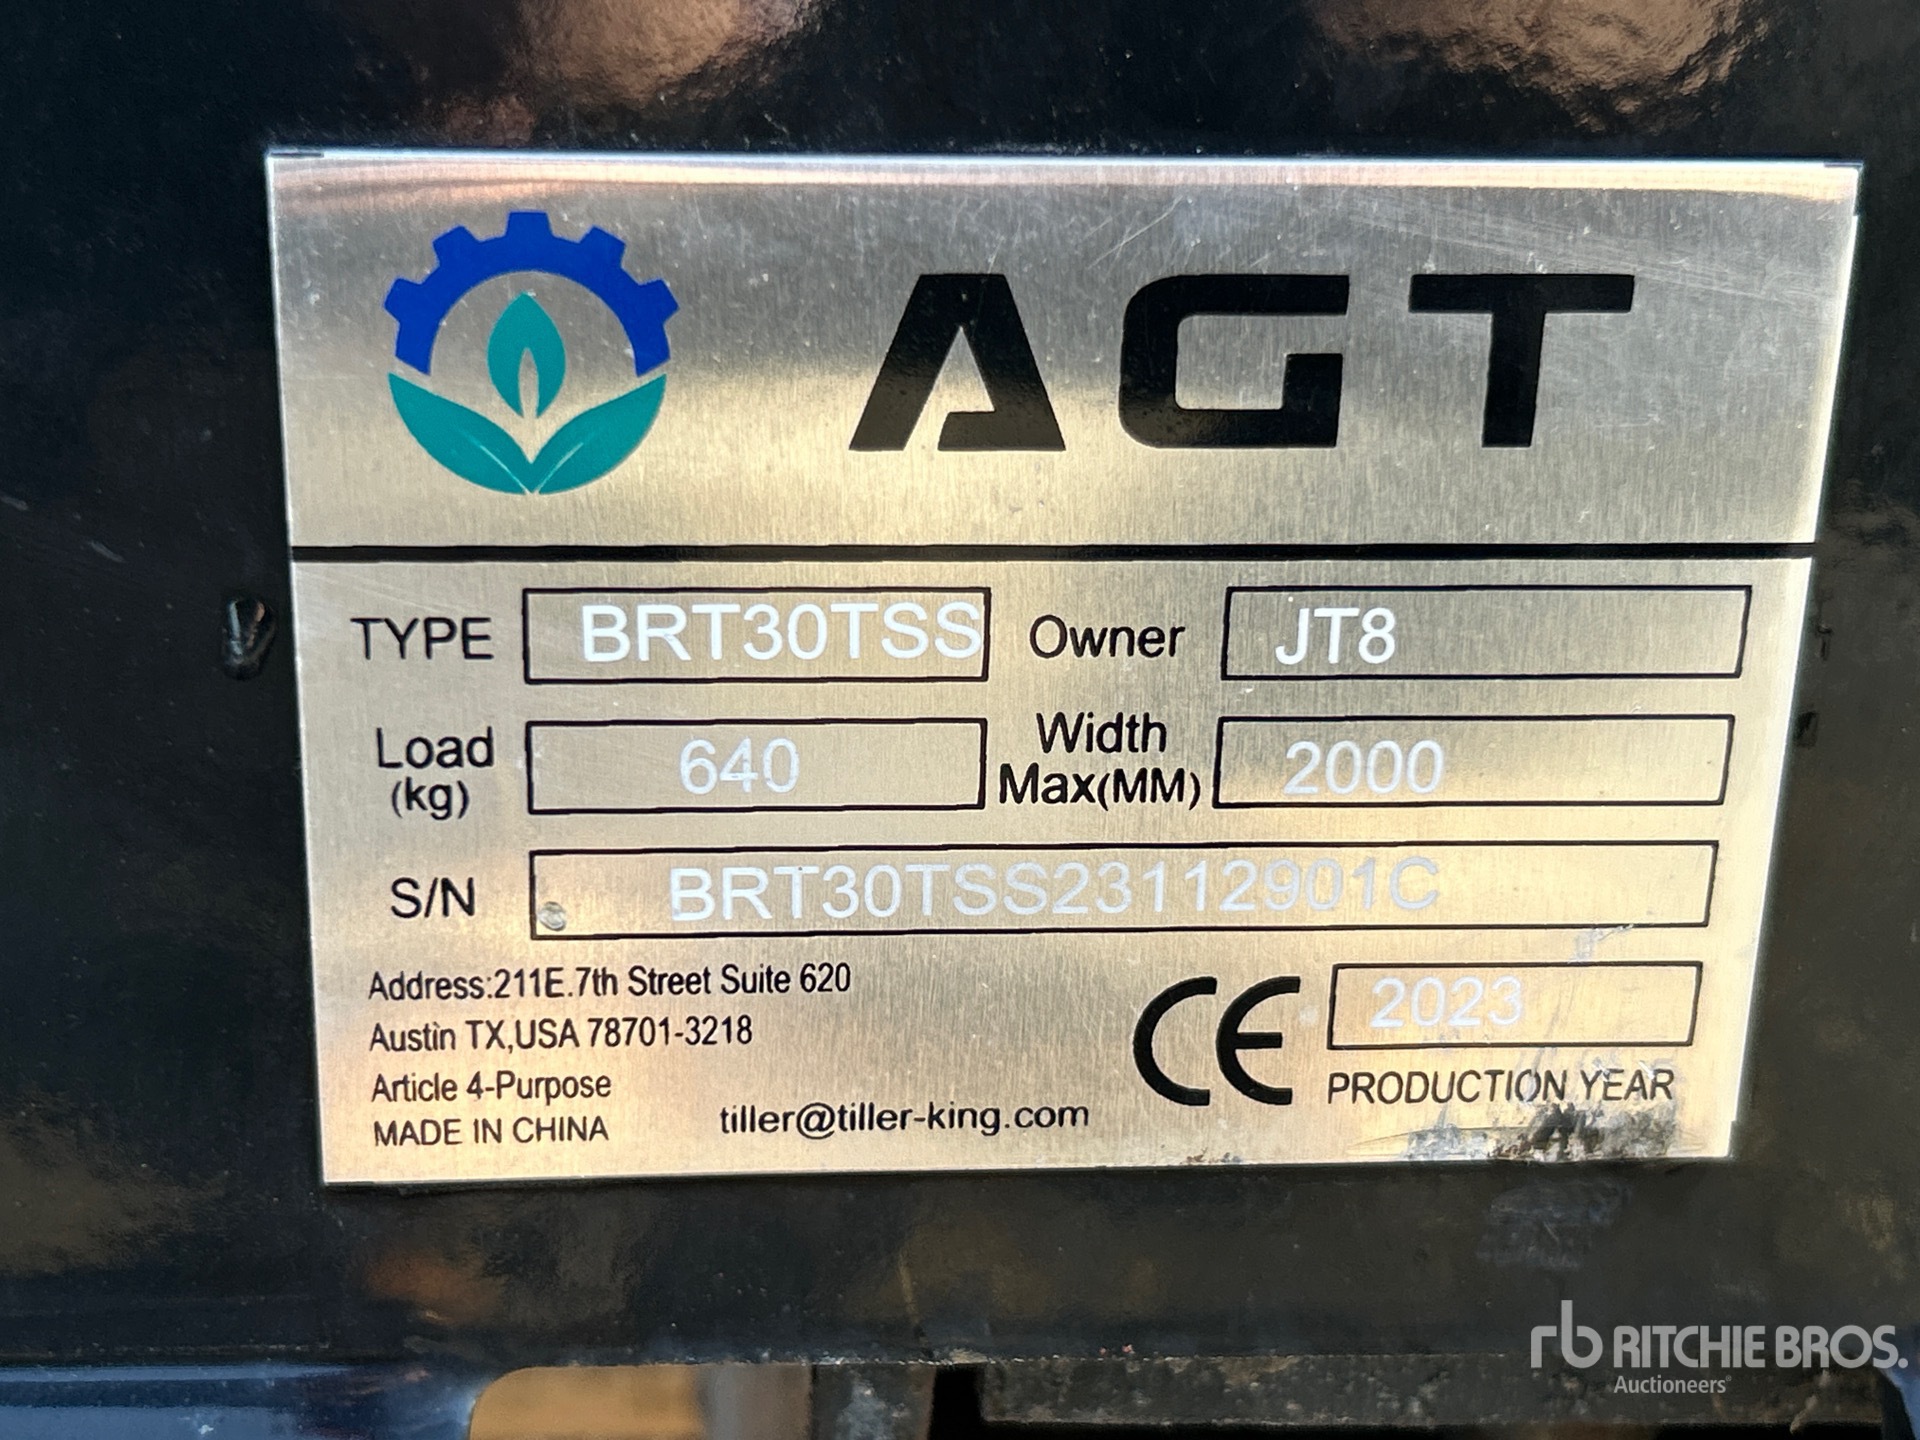 AGT
TYPE BRT30TSS Owner JT8
Load (kg) 640 Width Max(MM) 2000
S/N BRT30TSS23112901C
Address:211E.7th Street Suite 620
Austin TX,USA 78701-3218
Article 4-Purpose
MADE IN CHINA
tiller@tiller-king.com
CE 2023
PRODUCTION YEAR
rb RITCHIE BROS.
Auctioneers